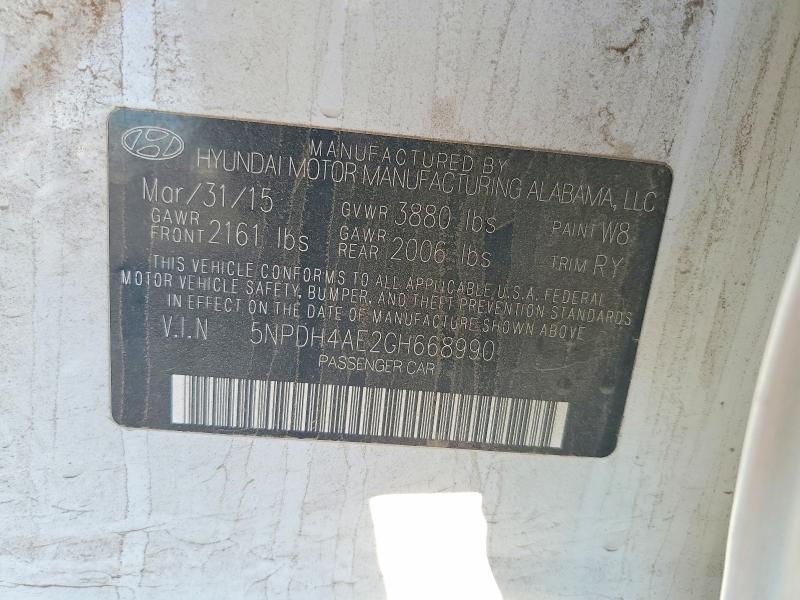 MANUFACTURED BY
HYUNDAI MOTOR MANUFACTURING ALABAMA, LLC
Mar/31/15 GVWR 3880 lbs PAINT W8
GAWR FRONT 2161 lbs GAWR REAR 2006 lbs TRIM RY
THIS VEHICLE CONFORMS TO ALL APPLICABLE U.S.A. FEDERAL
MOTOR VEHICLE SAFETY, BUMPER, AND THEFT PREVENTION STANDARDS
IN EFFECT ON THE DATE OF MANUFACTURE SHOWN ABOVE
V.I.N 5NPDH4AE2GH668990
PASSENGER CAR